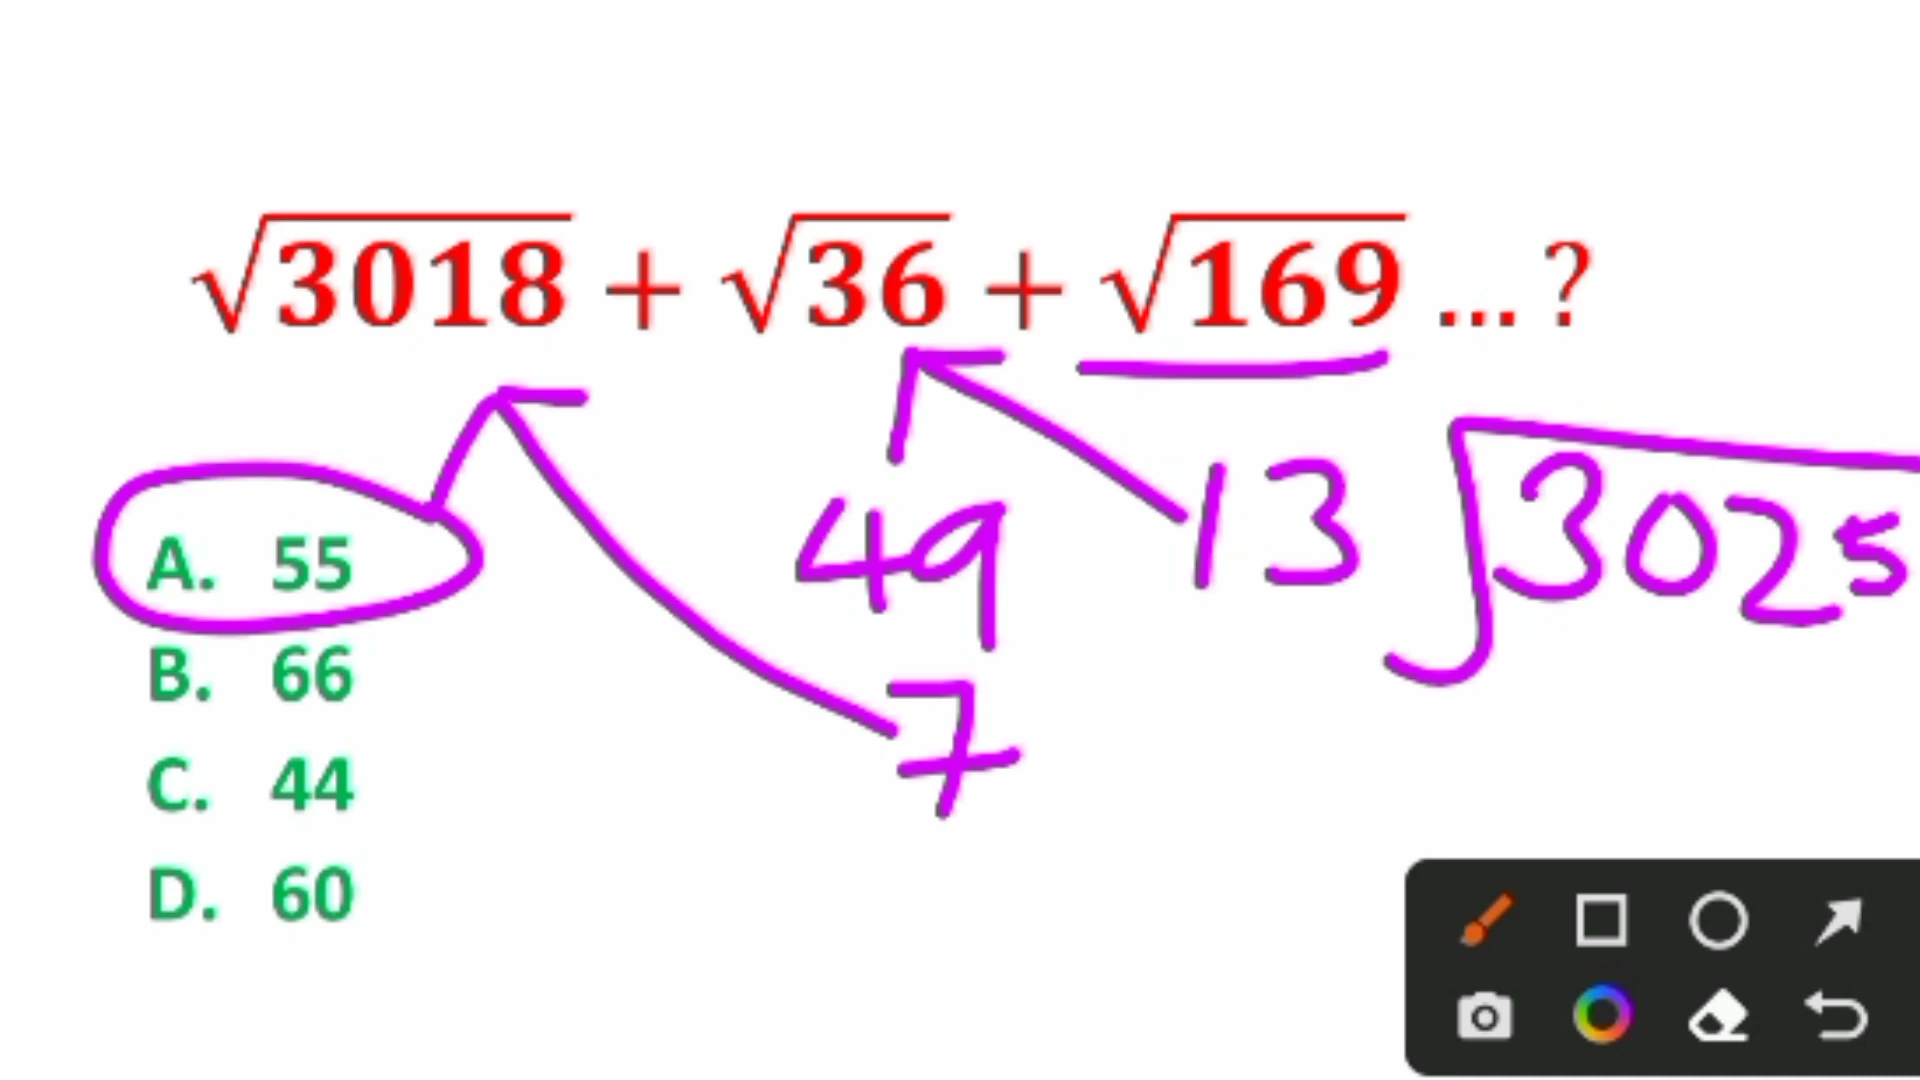 √3018 + √36 + √169 ...?
49 13 √3025
A. 55
B. 66
7
C. 44
D. 60